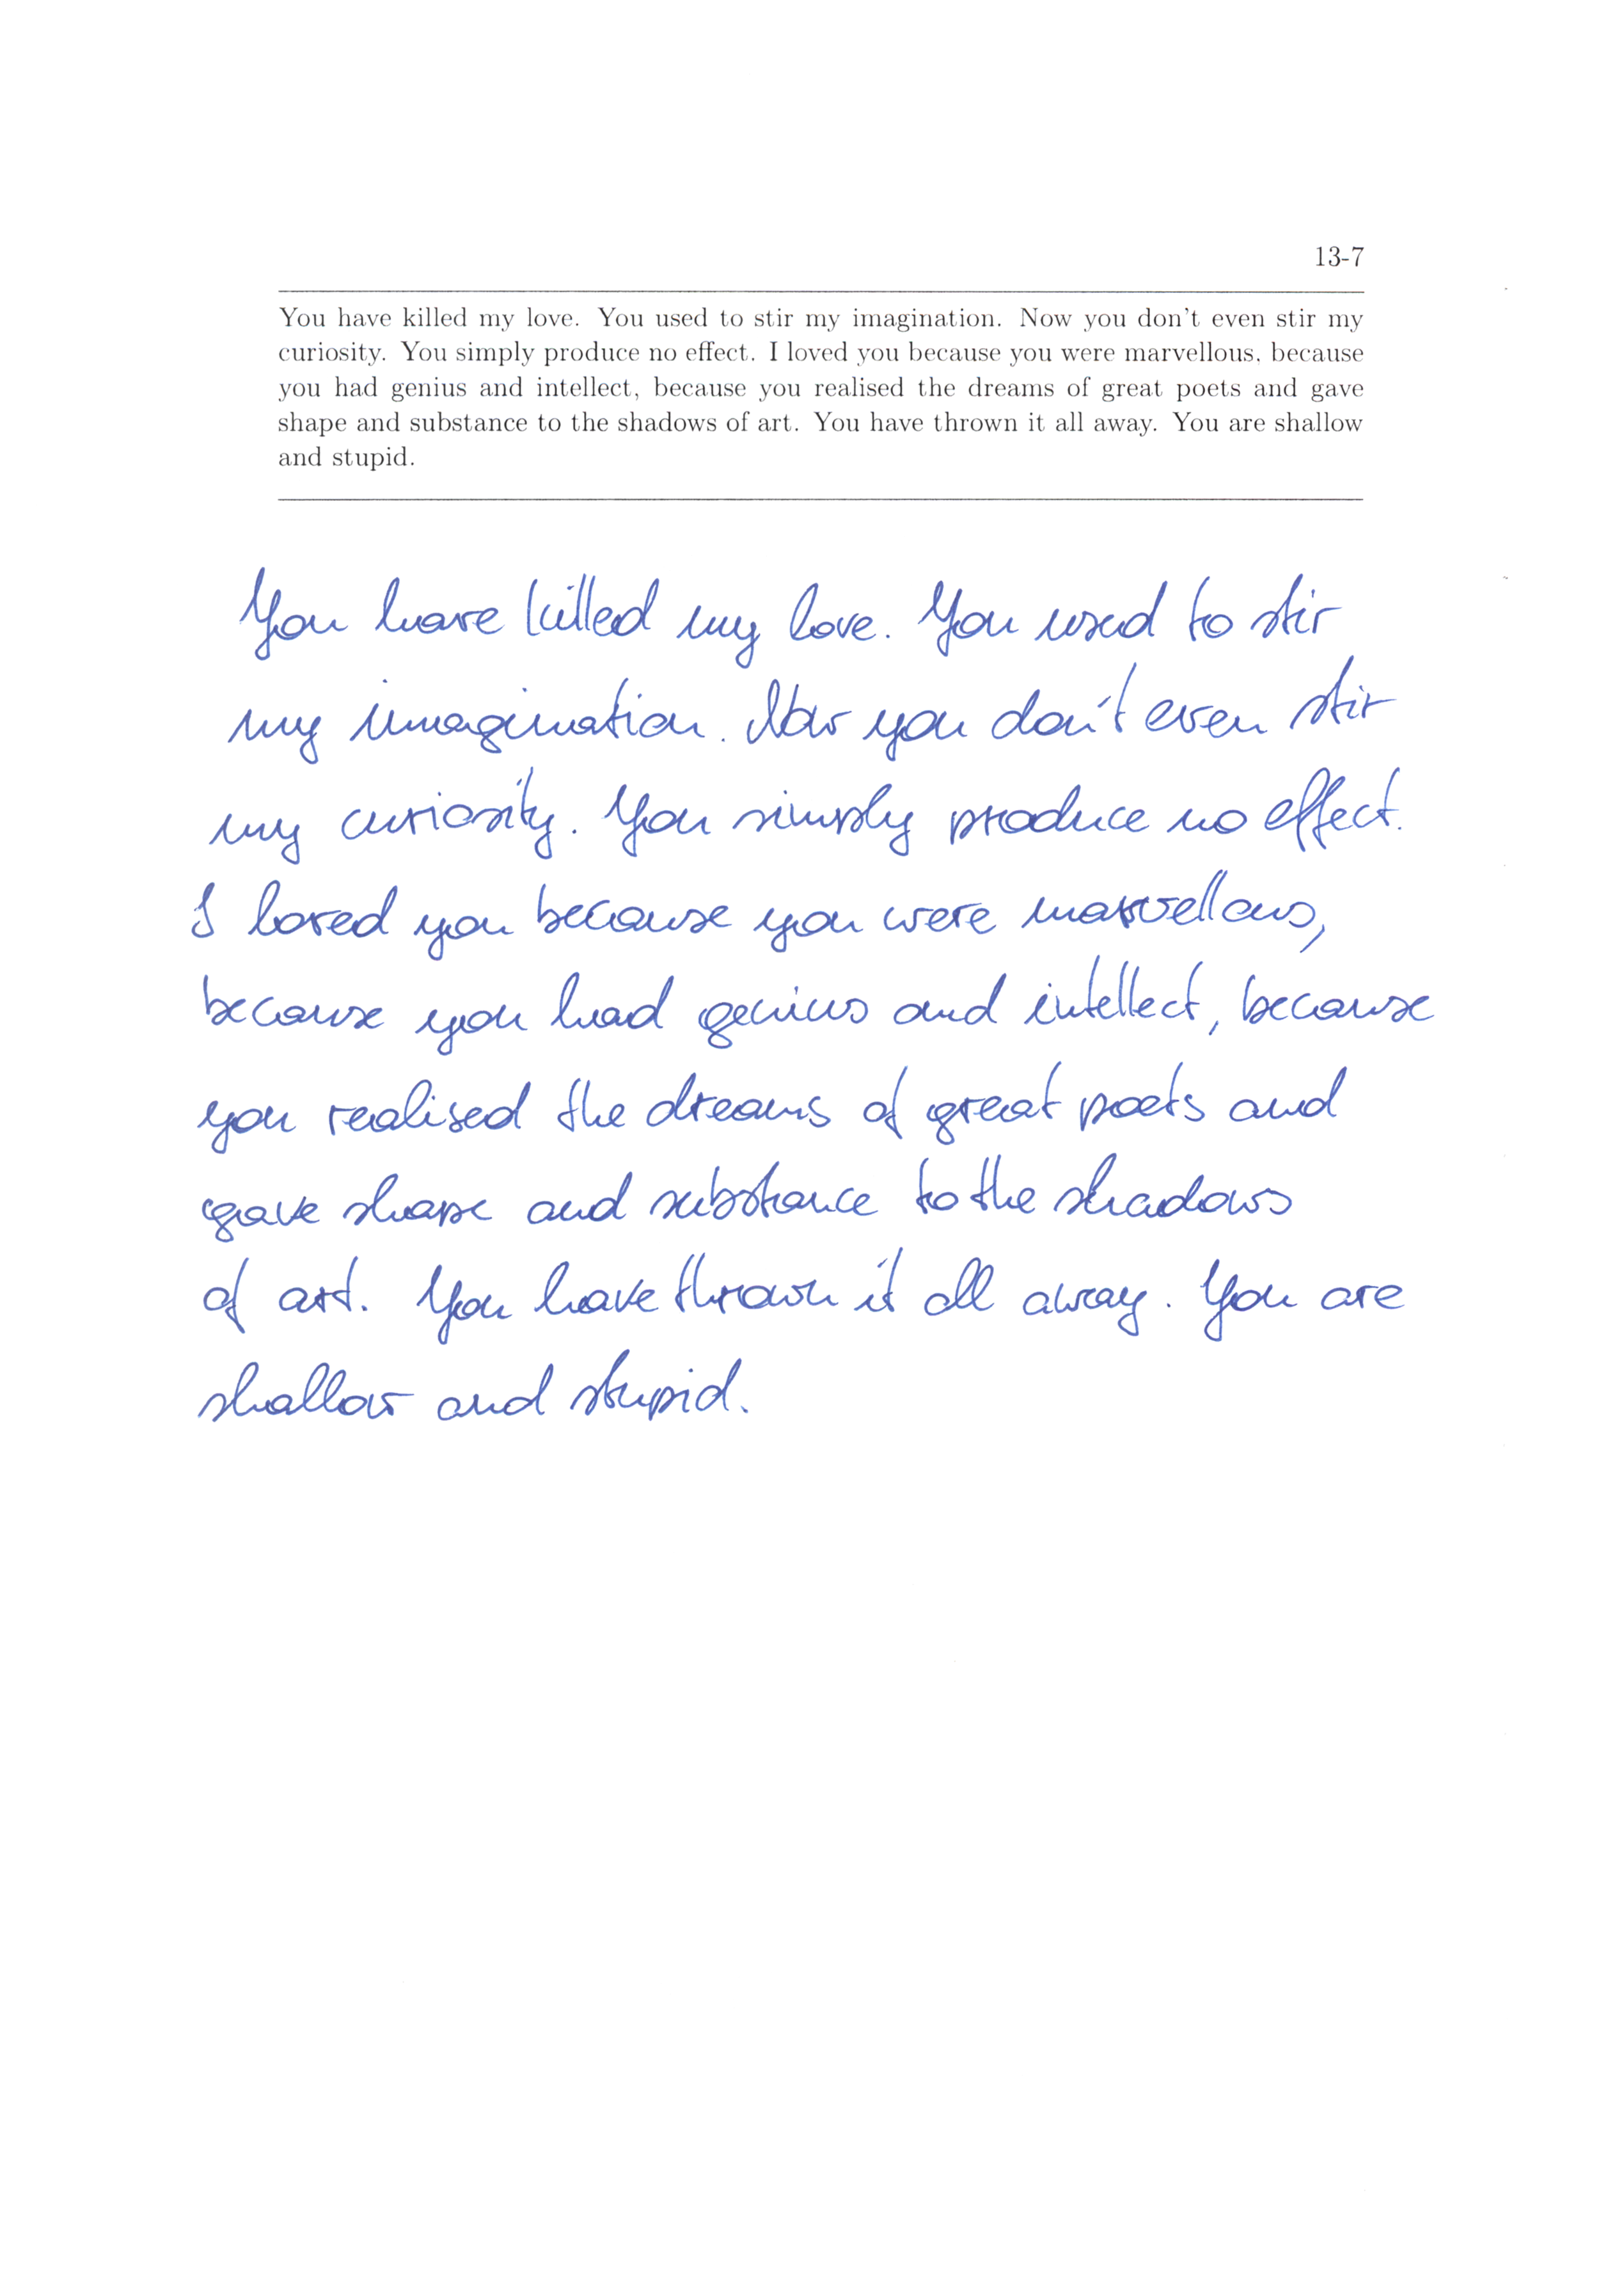 13-7
You have killed my love. You used to stir my imagination. Now you don't even stir my
curiosity. You simply produce no effect. I loved you because you were marvellous, because
you had genius and intellect, because you realised the dreams of great poets and gave
shape and substance to the shadows of art. You have thrown it all away. You are shallow
and stupid.
You have killed my love. You used to stir
my imagination. Now you don't even stir
my curiosity. You simply produce no effect.
I loved you because you were marvellous,
because you had genius and intellect, because
you realised the dreams of great poets and
gave shape and substance to the shadows
of art. You have thrown it all away. You are
shallow and stupid.